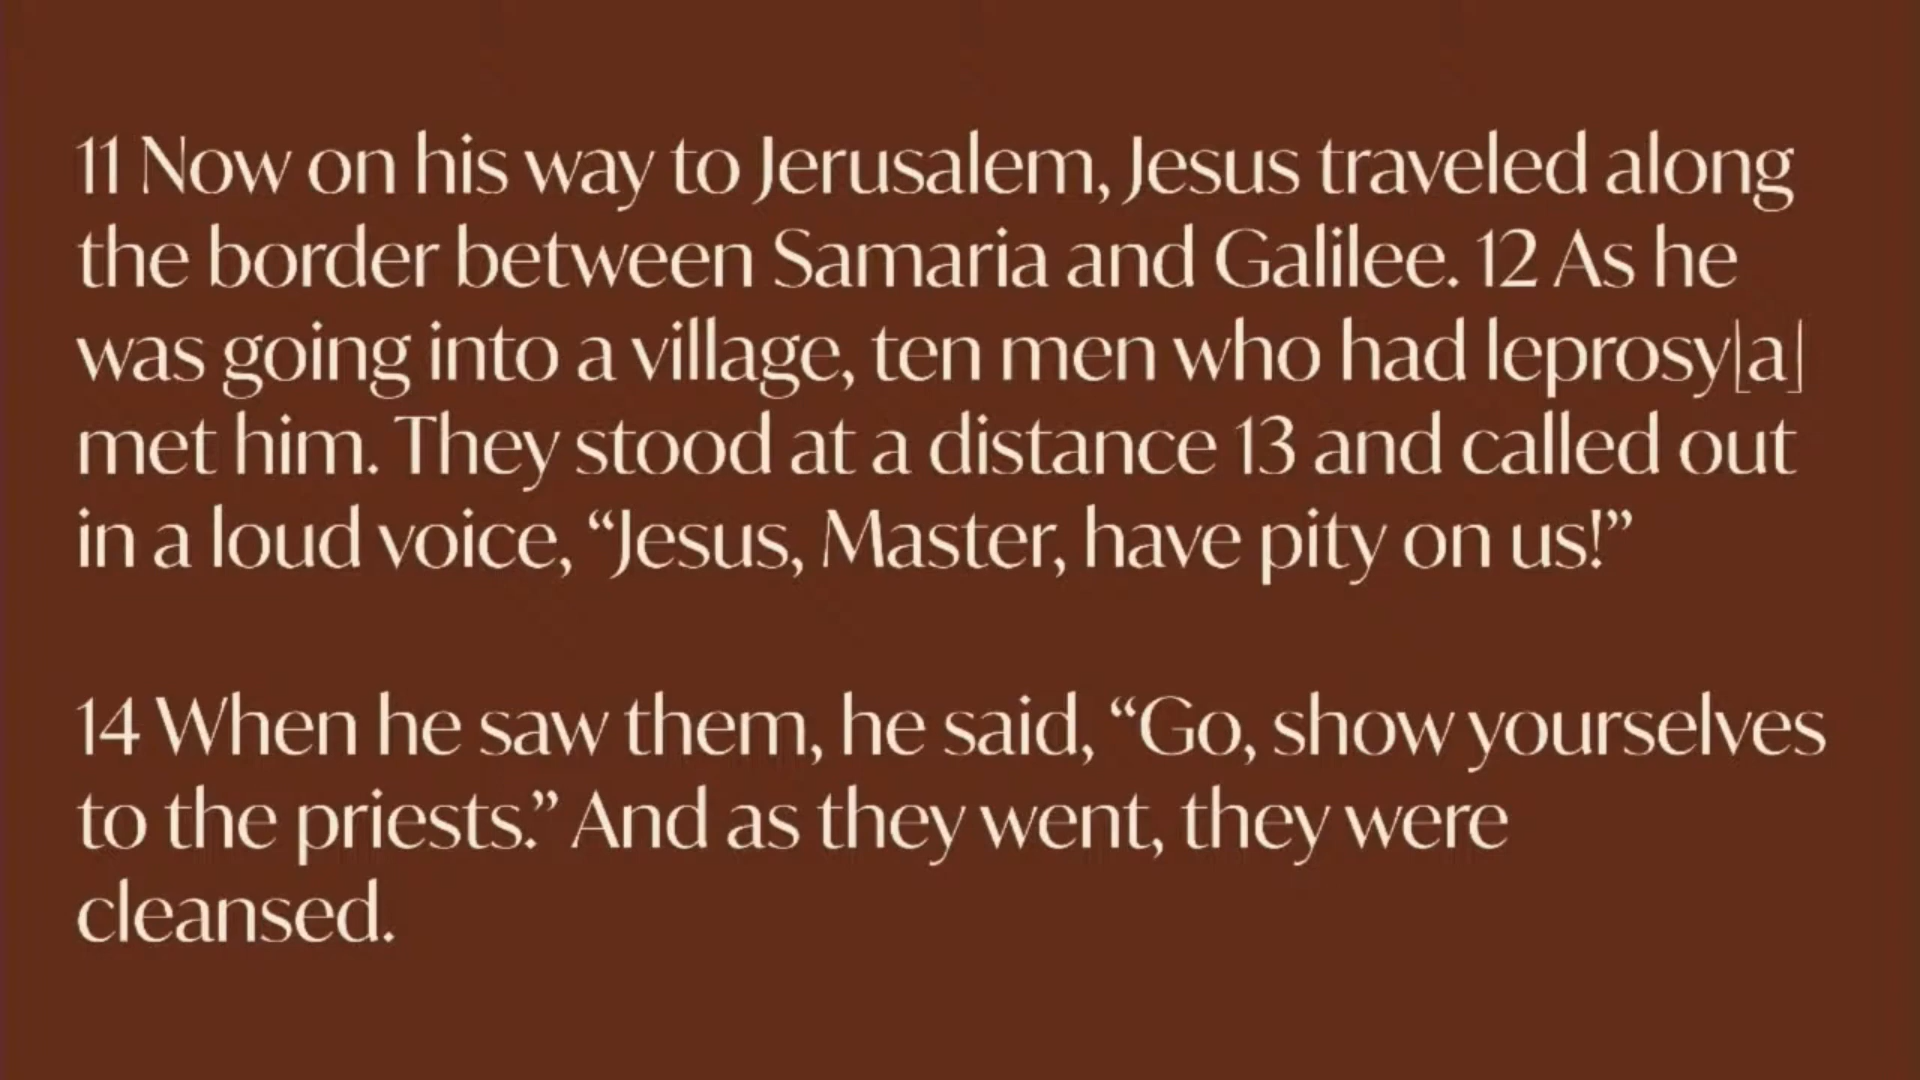 11 Now on his way to Jerusalem, Jesus traveled along
the border between Samaria and Galilee. 12 As he
was going into a village, ten men who had leprosy[a]
met him. They stood at a distance 13 and called out
in a loud voice, “Jesus, Master, have pity on us!”
14 When he saw them, he said, “Go, show yourselves
to the priests.” And as they went, they were
cleansed.